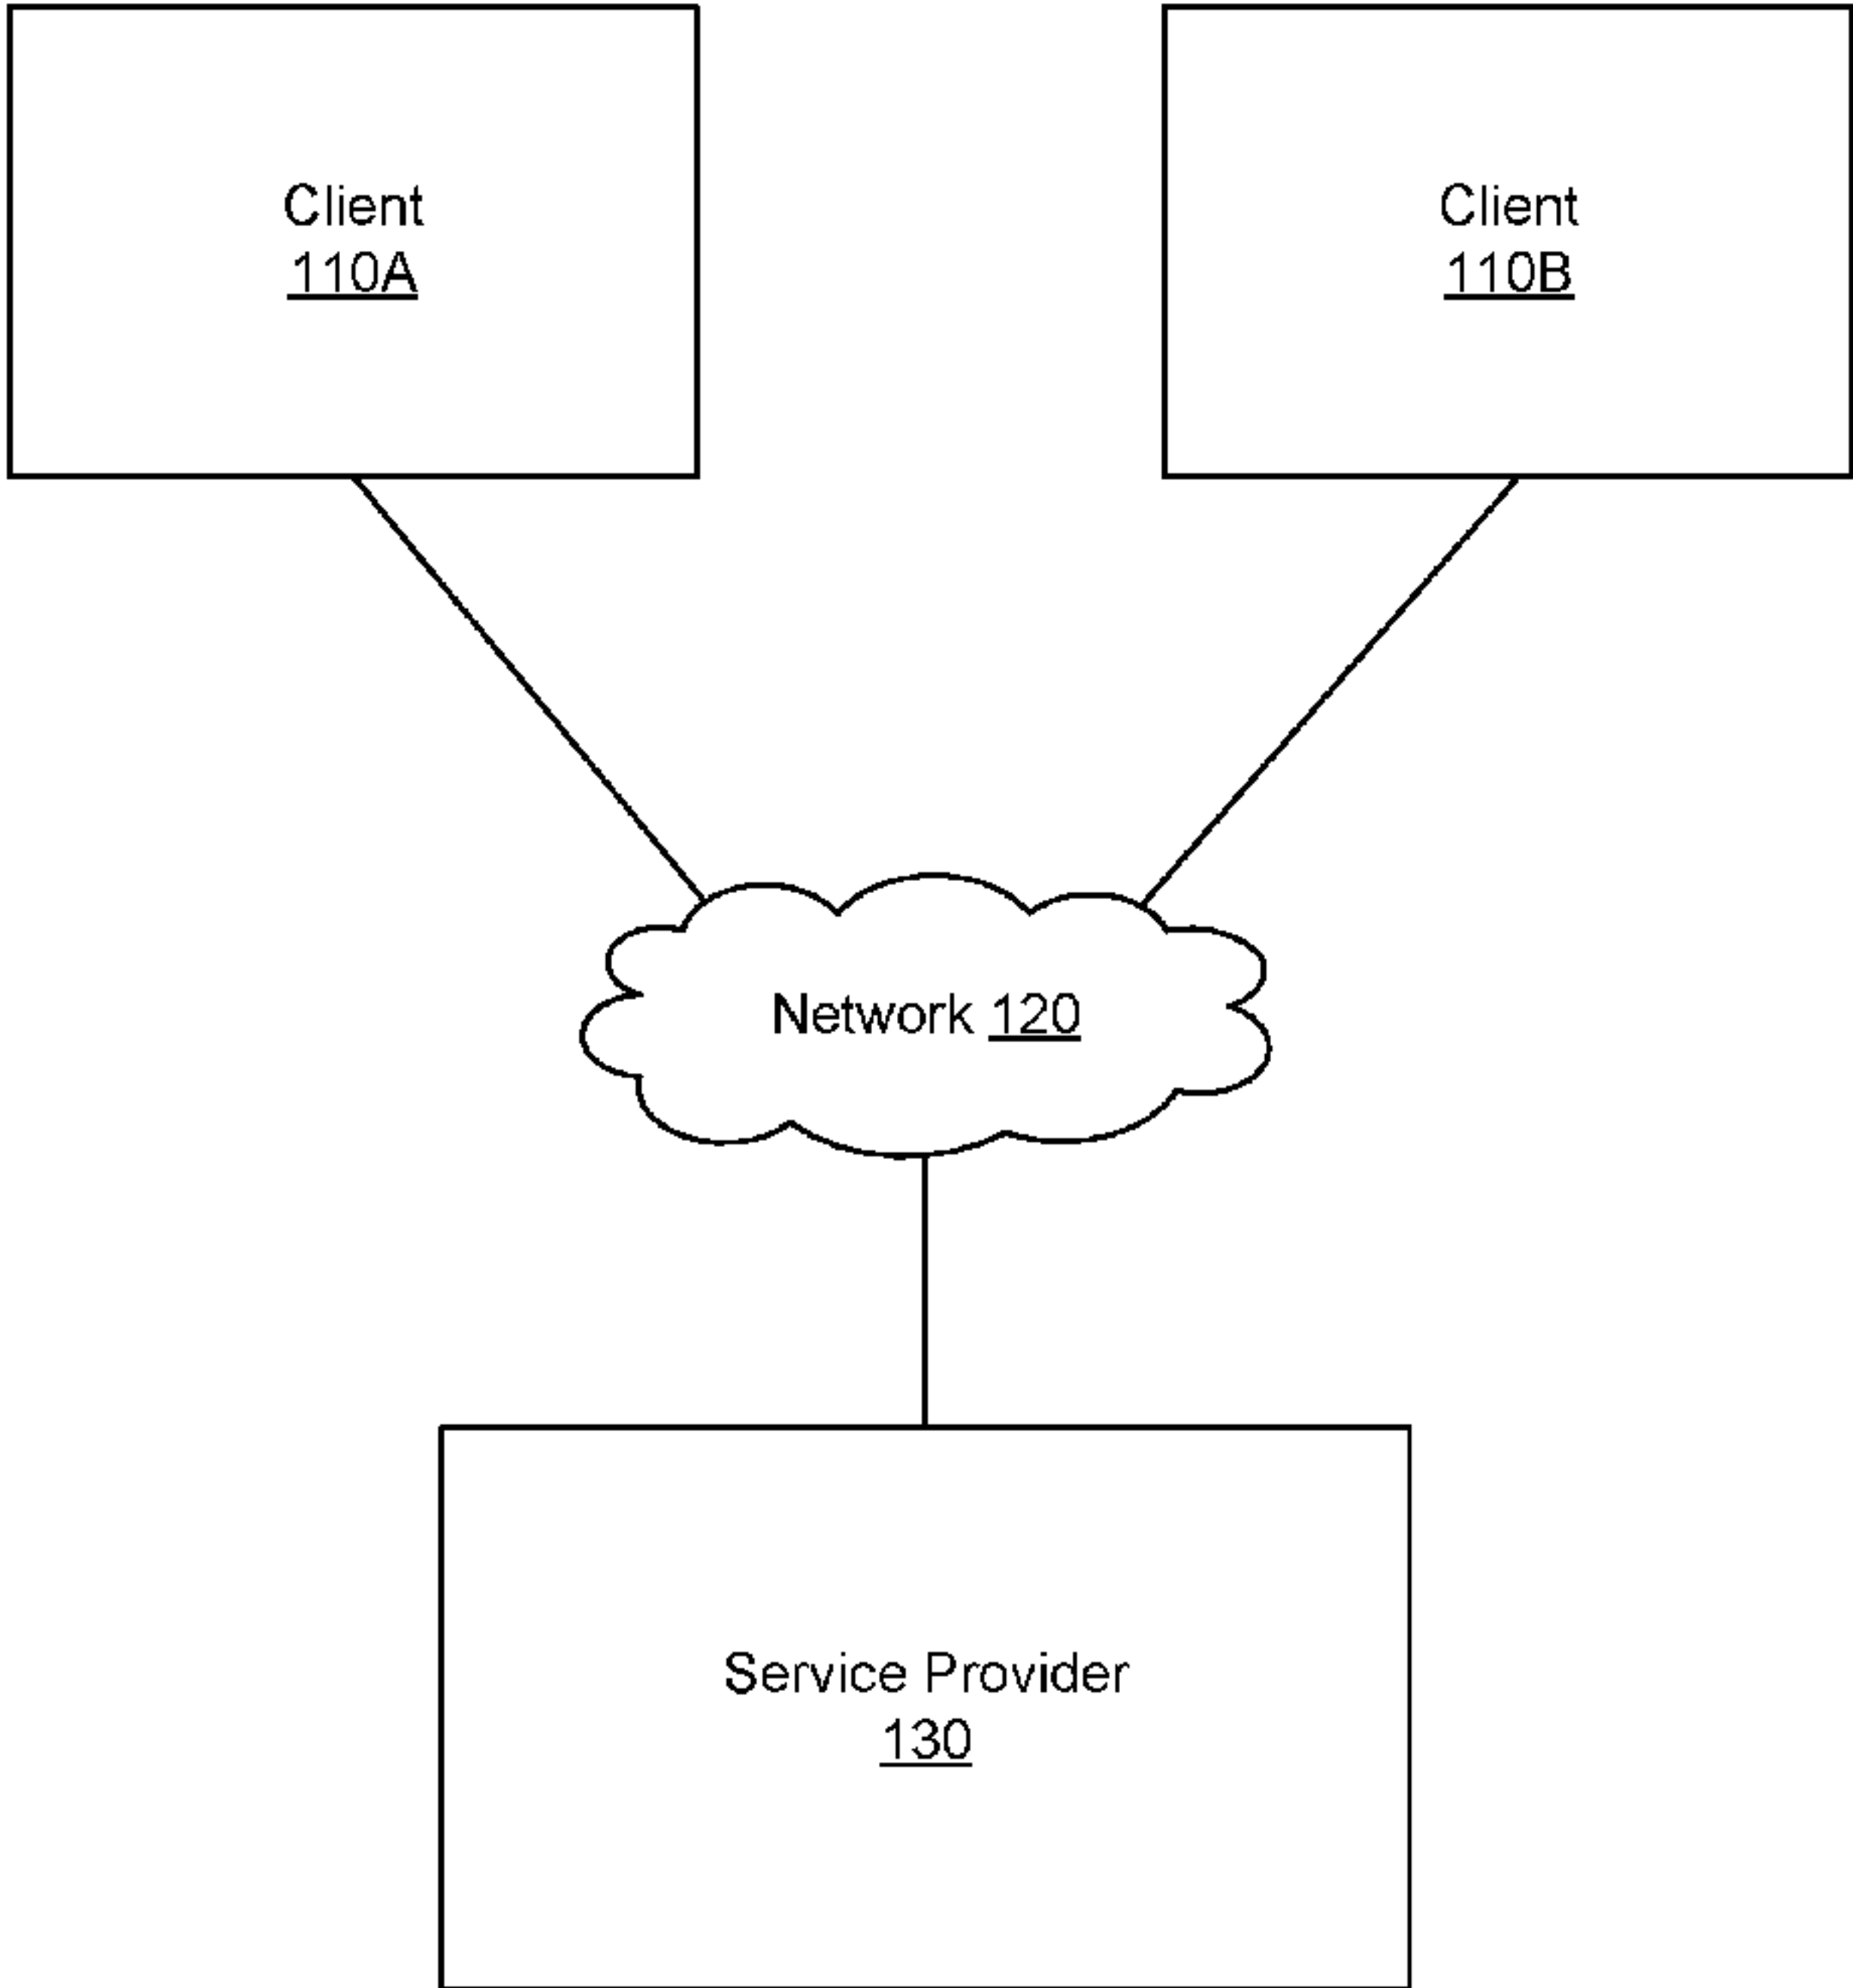 Client
110A
Client
110B
Network 120
Service Provider
130